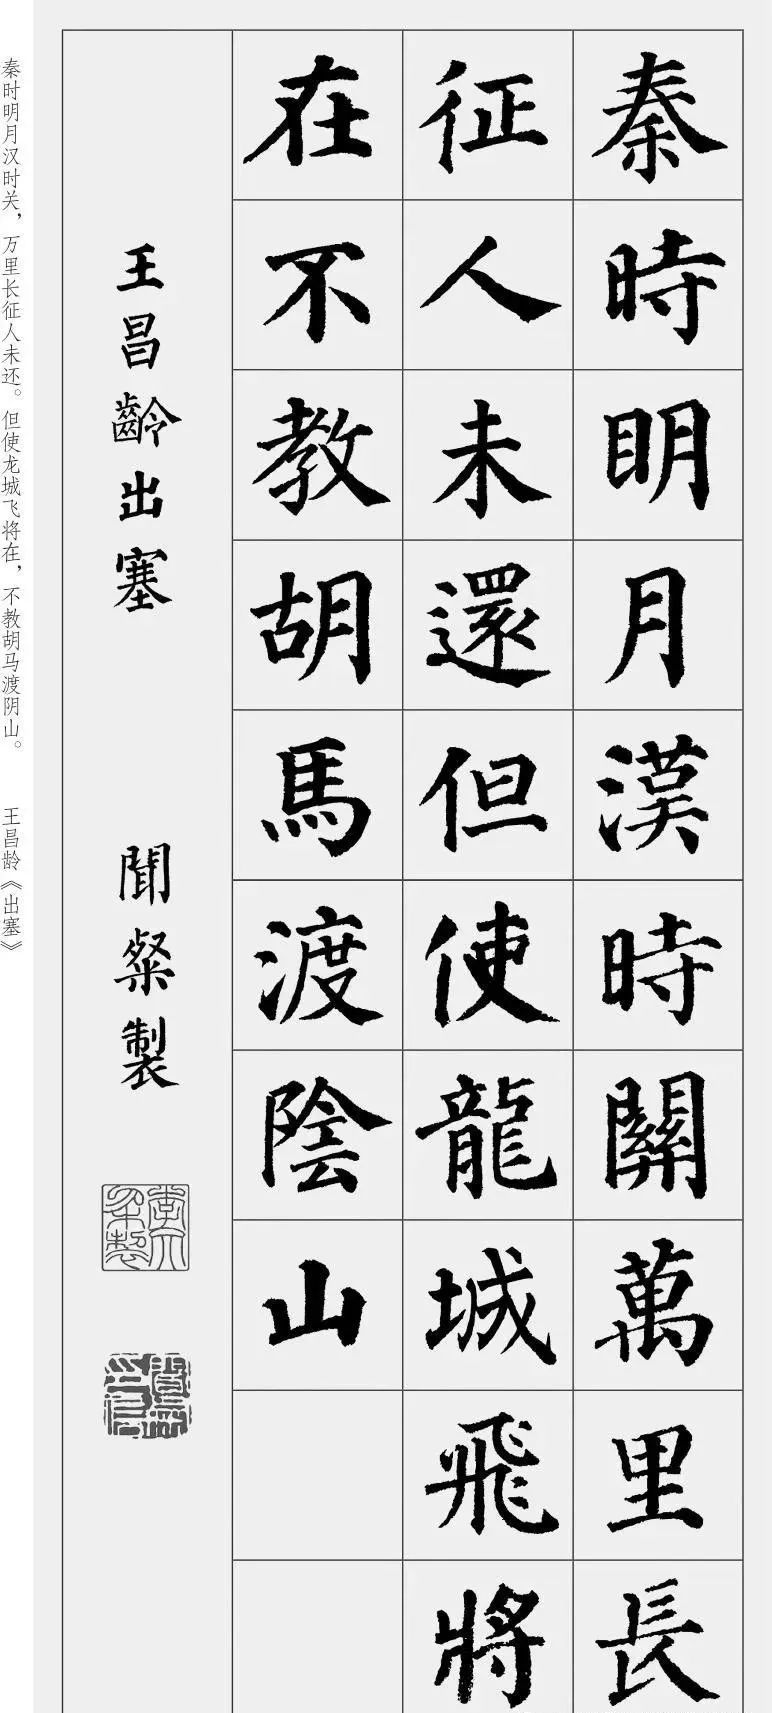 秦時明月漢時關萬里長
征人未還但使龍城飛將
在不教胡馬渡陰山
王昌齡出塞 聞粲製
秦时明月汉时关，万里长征人未还。但使龙城飞将在，不教胡马渡阴山。 王昌龄《出塞》